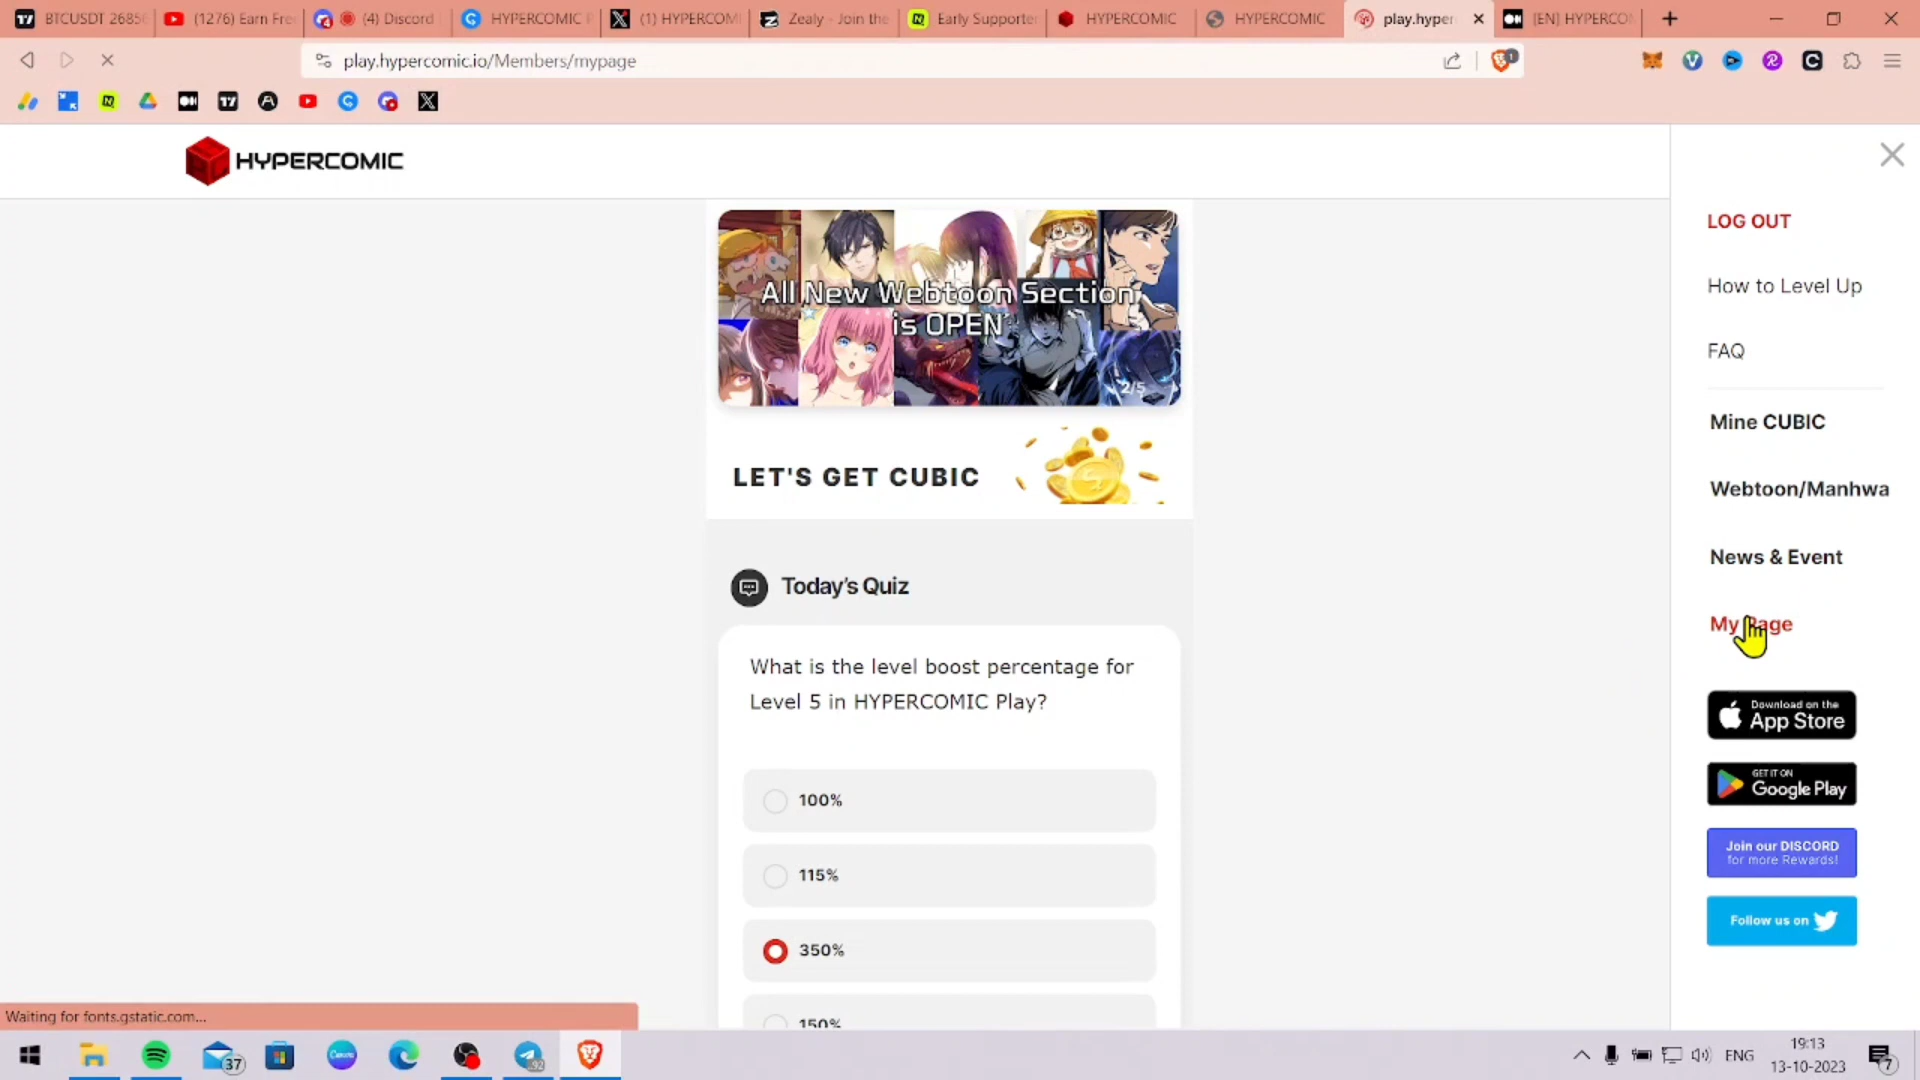 BTCUSDT 2685
(1276) Earn Fre
(4) Discord
HYPERCOMIC P
(1) HYPERCOMI
Zealy - Join the
Early Supporte
HYPERCOMIC
HYPERCOMIC
play.hyper
[EN] HYPERCO
play.hypercomic.io/Members/mypage
HYPERCOMIC
All New Webtoon Section
is OPEN
2/5
LET'S GET CUBIC
Today's Quiz
What is the level boost percentage for
Level 5 in HYPERCOMIC Play?
100%
115%
350%
150%
LOG OUT
How to Level Up
FAQ
Mine CUBIC
Webtoon/Manhwa
News & Event
My Page
Download on the
App Store
GET IT ON
Google Play
Join our DISCORD
for more Rewards!
Follow us on
Waiting for fonts.gstatic.com...
37
ENG
19:13
13-10-2023
7